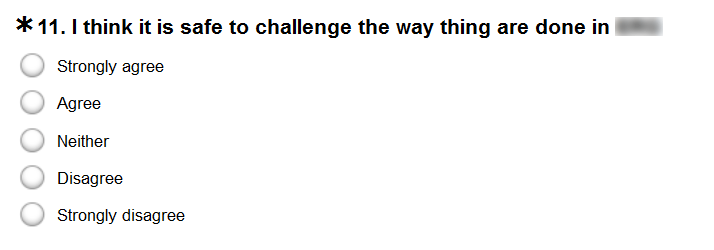 *11. I think it is safe to challenge the way thing are done in
Strongly agree
Agree
Neither
Disagree
Strongly disagree